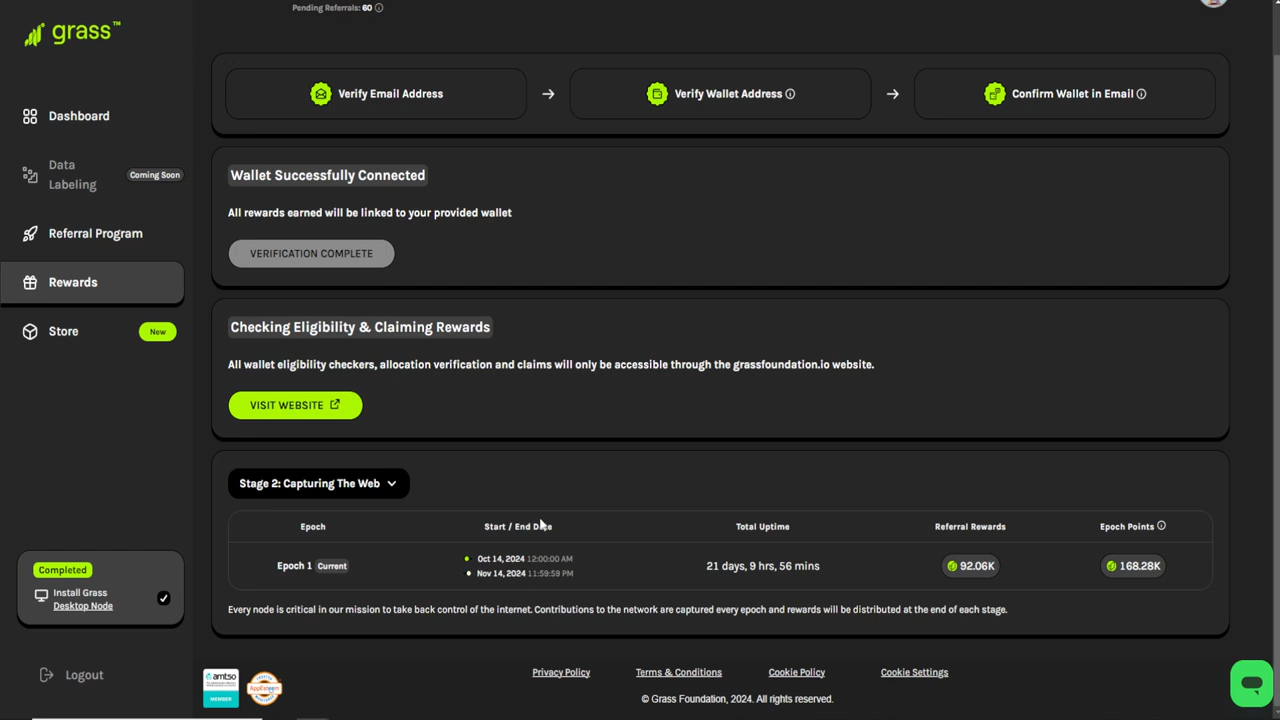 Pending Referrals: 60
grass™
Verify Email Address
Verify Wallet Address
Confirm Wallet in Email
Dashboard
Data Labeling
Coming Soon
Referral Program
Rewards
Store
New
Wallet Successfully Connected
All rewards earned will be linked to your provided wallet
VERIFICATION COMPLETE
Checking Eligibility & Claiming Rewards
All wallet eligibility checkers, allocation verification and claims will only be accessible through the grassfoundation.io website.
VISIT WEBSITE
Stage 2: Capturing The Web
Epoch Start / End Date Total Uptime Referral Rewards Epoch Points
Epoch 1 Current
Oct 14, 2024 12:00:00 AM
Nov 14, 2024 11:59:59 PM
21 days, 9 hrs, 56 mins
92.06K
168.28K
Every node is critical in our mission to take back control of the internet. Contributions to the network are captured every epoch and rewards will be distributed at the end of each stage.
Completed
Install Grass
Desktop Node
Logout
amtso
MEMBER
AppEsteem
Privacy Policy Terms & Conditions Cookie Policy Cookie Settings
© Grass Foundation, 2024. All rights reserved.